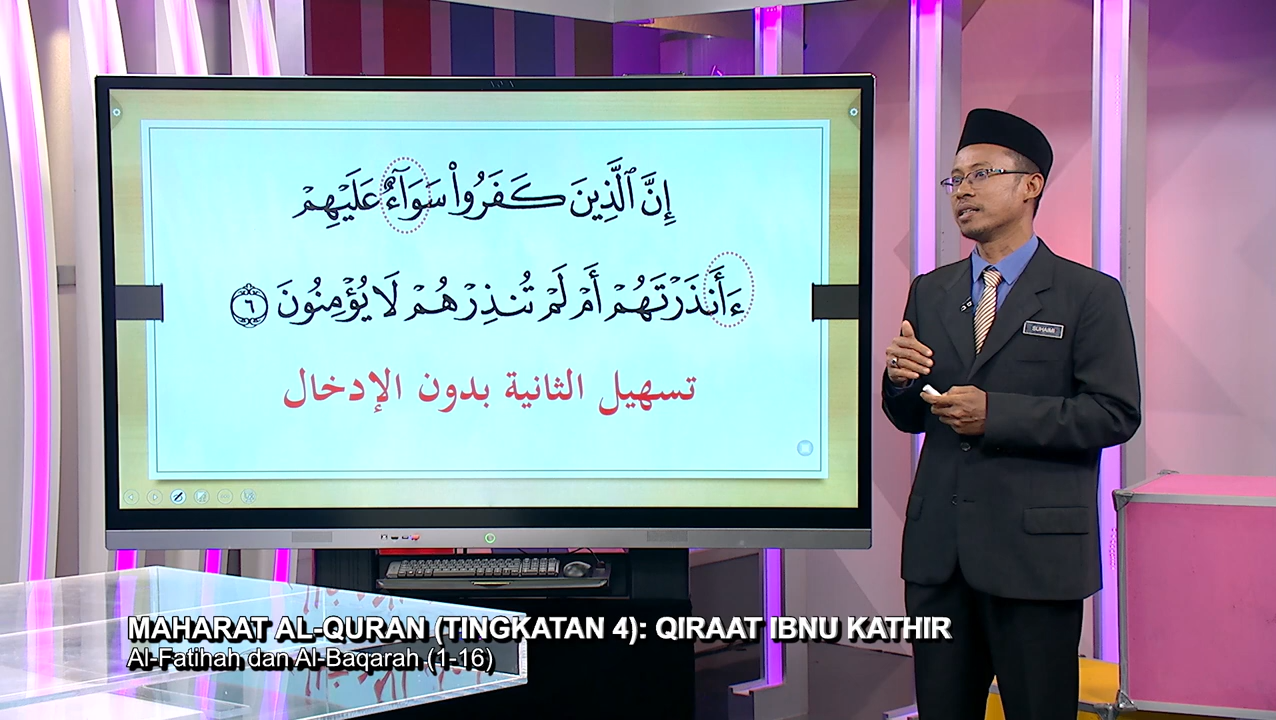 إِنَّ ٱلَّذِينَ كَفَرُوا۟ سَوَآءٌ عَلَيْهِمْ
ءَأَنذَرْتَهُمْ أَمْ لَمْ تُنذِرْهُمْ لَا يُؤْمِنُونَ ٦
تسهيل الثانية بدون الإدخال
SUHAIMI
MAHARAT AL-QURAN (TINGKATAN 4): QIRAAT IBNU KATHIR
Al-Fatihah dan Al-Baqarah (1-16)